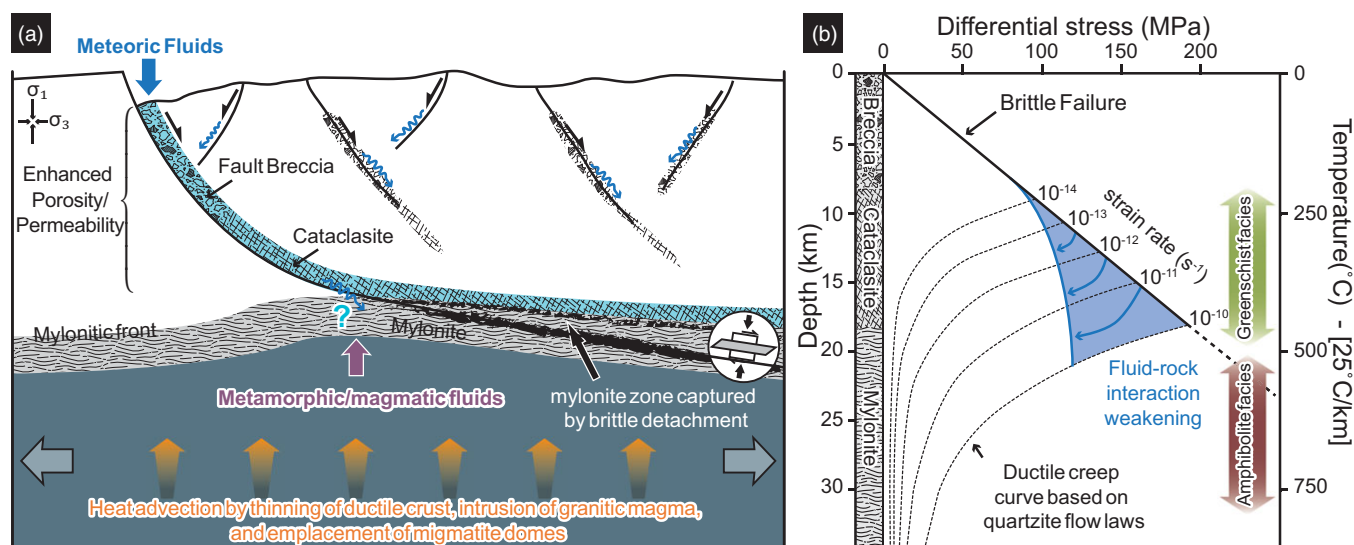 (a)
Meteoric Fluids
σ1
σ3
Enhanced
Porosity/
Permeability
Fault Breccia
Cataclasite
?
Mylonitic front
Mylonite
Metamorphic/magmatic fluids
mylonite zone captured
by brittle detachment
Heat advection by thinning of ductile crust, intrusion of granitic magma,
and emplacement of migmatite domes
(b)
Differential stress (MPa)
0 50 100 150 200
Depth (km)
0
5
10
15
20
25
30
Breccia
Cataclasite
Mylonite
Brittle Failure
10-14
10-13
10-12
10-11
10-10
strain rate (s-1)
Fluid-rock
interaction
weakening
Ductile creep
curve based on
quartzite flow laws
Greenschist facies
Amphibolite facies
0
250
500
750
Temperature(°C) - [25°C/km]